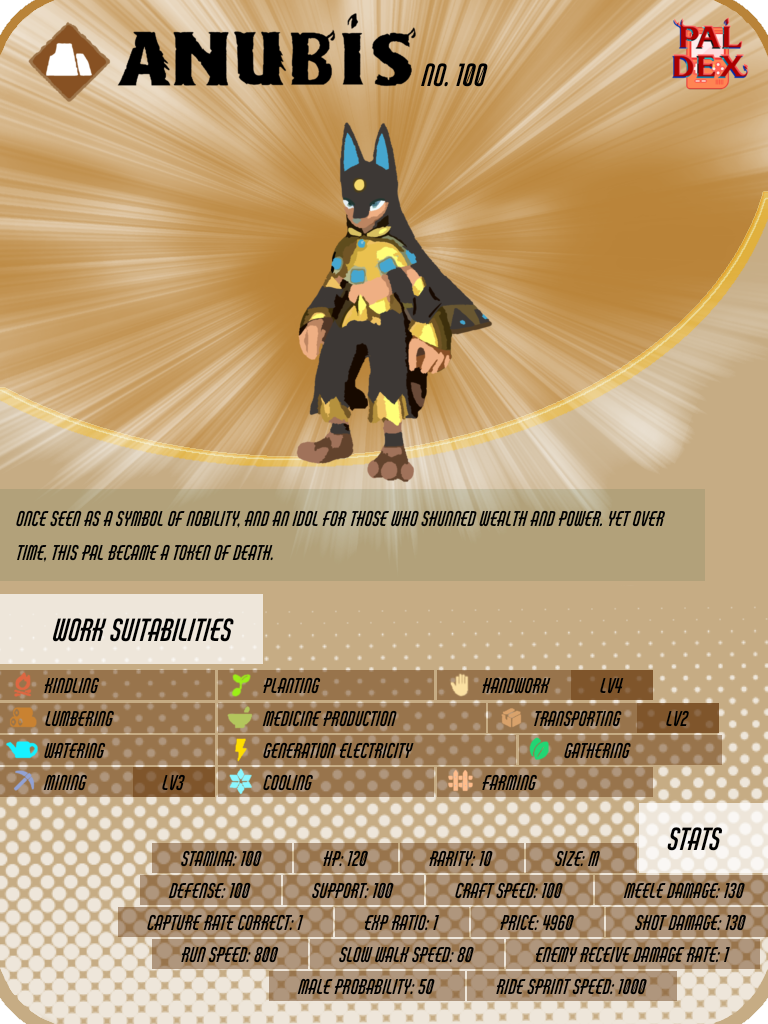 ANUBIS NO. 100
PAL
DEX
ONCE SEEN AS A SYMBOL OF NOBILITY, AND AN IDOL FOR THOSE WHO SHUNNED WEALTH AND POWER. YET OVER
TIME, THIS PAL BECAME A TOKEN OF DEATH.
WORK SUITABILITIES
KINDLING PLANTING HANDWORK LV4
LUMBERING MEDICINE PRODUCTION TRANSPORTING LV2
WATERING GENERATION ELECTRICITY GATHERING
MINING LV3 COOLING FARMING
STATS
STAMINA: 100 HP: 120 RARITY: 10 SIZE: M
DEFENSE: 100 SUPPORT: 100 CRAFT SPEED: 100 MEELE DAMAGE: 130
CAPTURE RATE CORRECT: 1 EXP RATIO: 1 PRICE: 4960 SHOT DAMAGE: 130
RUN SPEED: 800 SLOW WALK SPEED: 80 ENEMY RECEIVE DAMAGE RATE: 1
MALE PROBABILITY: 50 RIDE SPRINT SPEED: 1000